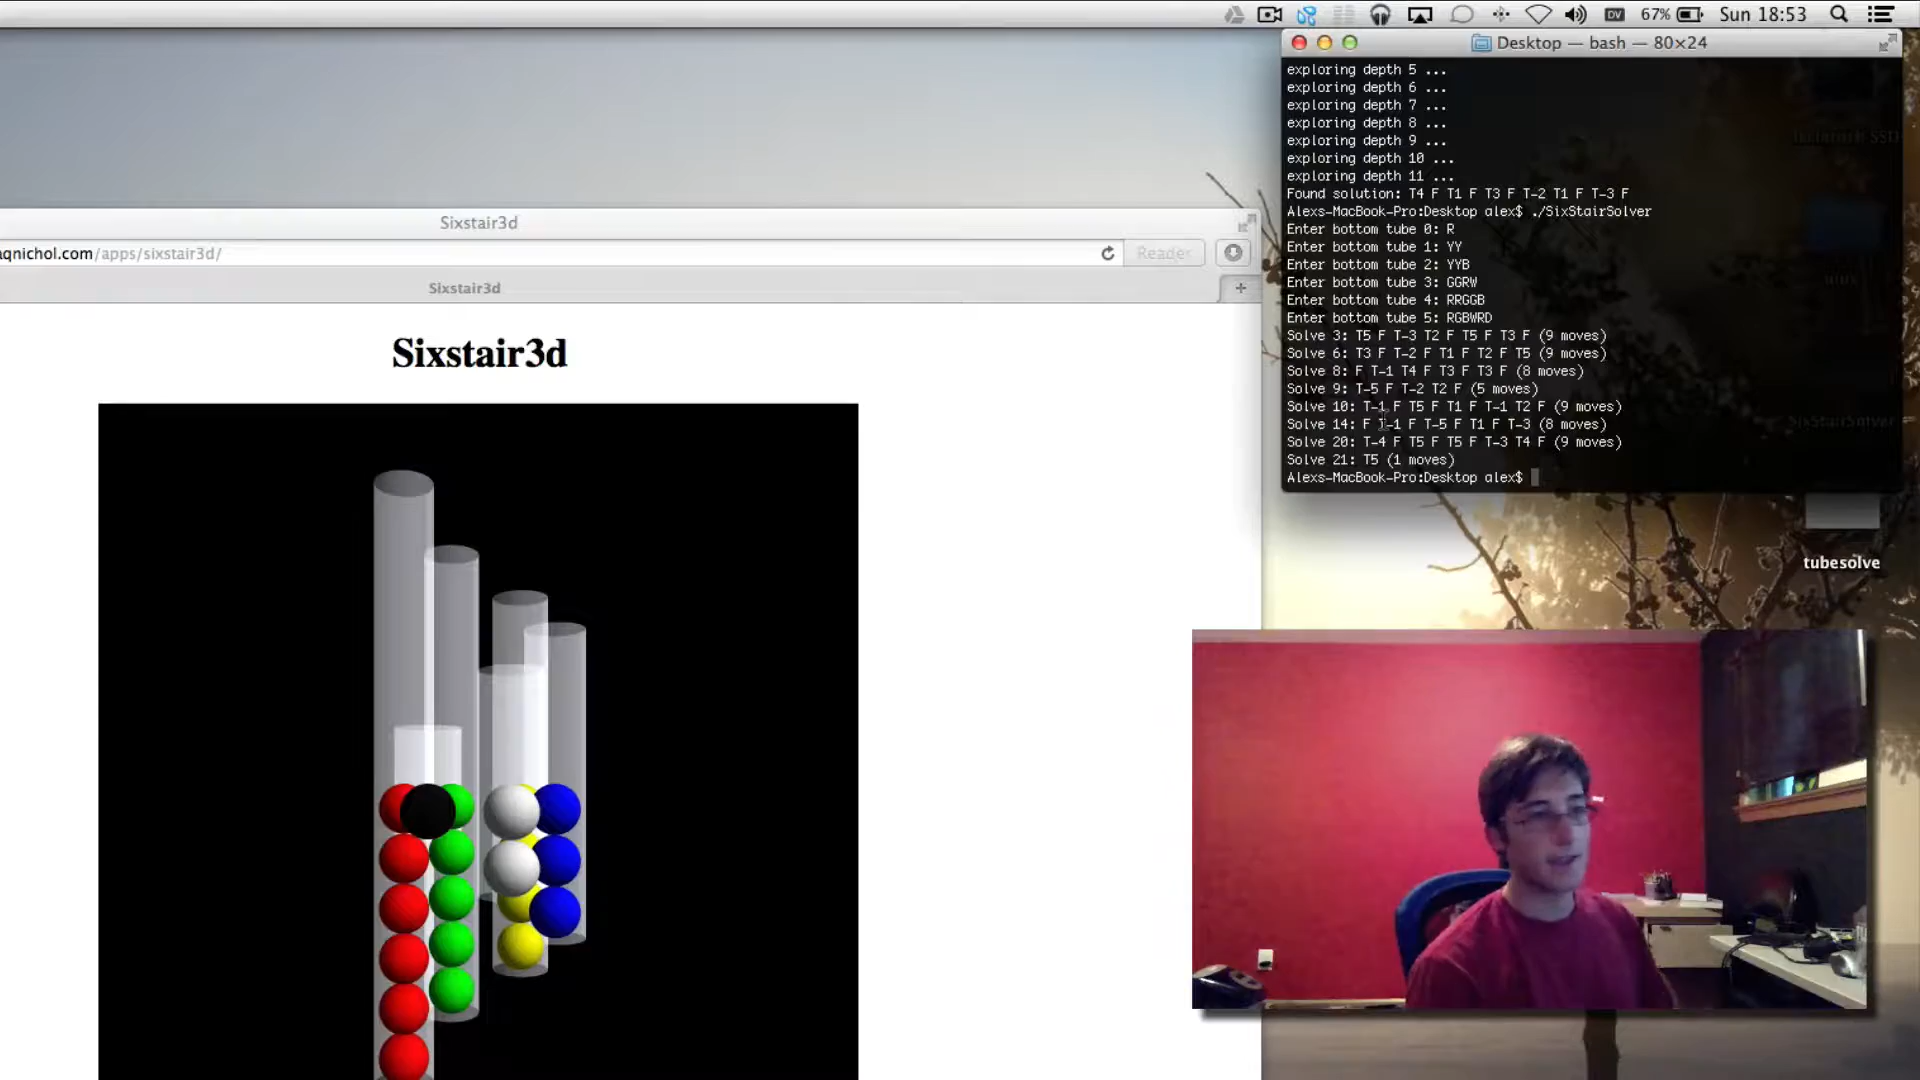 67% Sun 18:53
Desktop — bash — 80×24
exploring depth 5 ...
exploring depth 6 ...
exploring depth 7 ...
exploring depth 8 ...
exploring depth 9 ...
exploring depth 10 ...
exploring depth 11 ...
Found solution: T4 F T1 F T3 F T-2 T1 F T-3 F
Alexs-MacBook-Pro:Desktop alex$ ./SixStairSolver
Enter bottom tube 0: R
Enter bottom tube 1: YY
Enter bottom tube 2: YYB
Enter bottom tube 3: GGRW
Enter bottom tube 4: RRGGB
Enter bottom tube 5: RGBWRD
Solve 3: T5 F T-3 T2 F T5 F T3 F (9 moves)
Solve 6: T3 F T-2 F T1 F T2 F T5 (9 moves)
Solve 8: F T-1 T4 F T3 F T3 F (8 moves)
Solve 9: T-5 F T-2 T2 F (5 moves)
Solve 10: T-1 F T5 F T1 F T-1 T2 F (9 moves)
Solve 14: F T-1 F T-5 F T1 F T-3 (8 moves)
Solve 20: T-4 F T5 F T5 F T-3 T4 F (9 moves)
Solve 21: T5 (1 moves)
Alexs-MacBook-Pro:Desktop alex$
Sixstair3d
aqnichol.com/apps/sixstair3d/
Reader
Sixstair3d
Sixstair3d
SixStairSolver
tubesolve